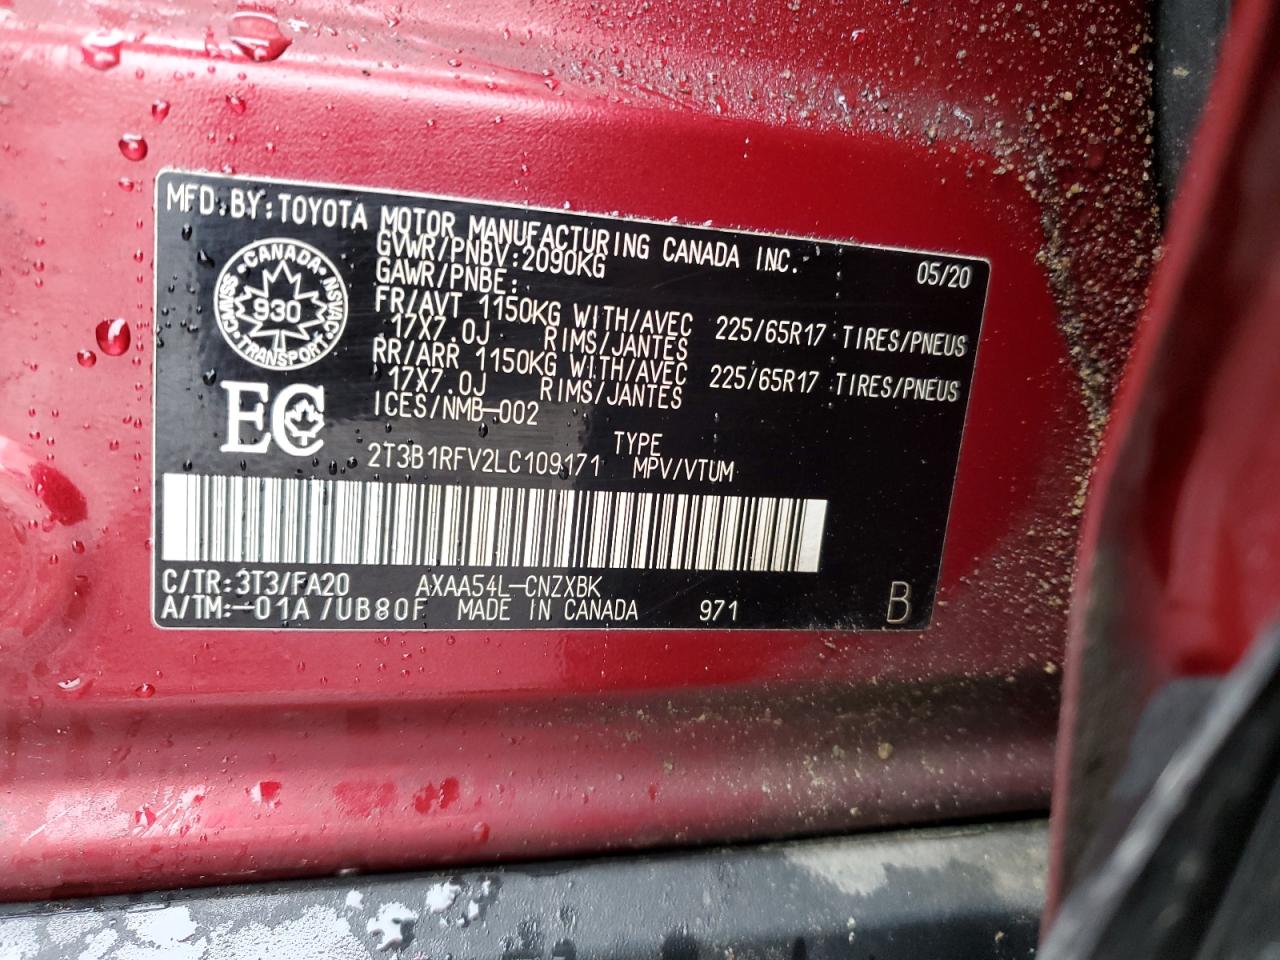 MFD.BY:TOYOTA MOTOR MANUFACTURING CANADA INC. 05/20
GVWR/PNBV:2090KG
GAWR/PNBE:
FR/AVT 1150KG WITH/AVEC 225/65R17 TIRES/PNEUS
17X7.0J RIMS/JANTES
RR/ARR 1150KG WITH/AVEC 225/65R17 TIRES/PNEUS
17X7.0J RIMS/JANTES
ICES/NMB-002
CANADA
930
TRANSPORT
CMVSS NSVAC
EC
TYPE
2T3B1RFV2LC109171 MPV/VTUM
C/TR:3T3/FA20 AXAA54L-CNZXBK
A/TM:-01A/UB80F MADE IN CANADA 971 B